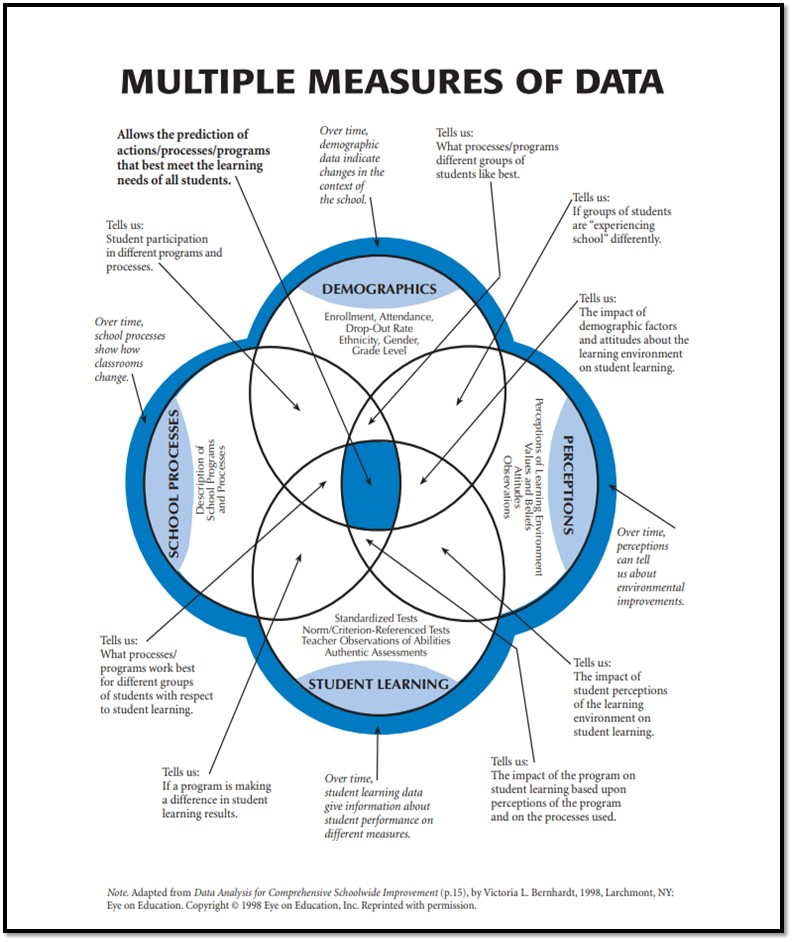 MULTIPLE MEASURES OF DATA
Allows the prediction of
actions/processes/programs
that best meet the learning
needs of all students.
Over time,
demographic
data indicate
changes in the
context of
the school.
Tells us:
What processes/programs
different groups of
students like best.
Tells us:
If groups of students
are “experiencing
school” differently.
Tells us:
Student participation
in different programs and
processes.
Tells us:
The impact of
demographic factors
and attitudes about the
learning environment
on student learning.
Over time,
school processes
show how
classrooms
change.
DEMOGRAPHICS
Enrollment, Attendance,
Drop-Out Rate
Ethnicity, Gender,
Grade Level
SCHOOL PROCESSES
Description of
School Programs
and Processes
PERCEPTIONS
Perceptions of Learning Environment
Values and Beliefs
Attitudes
Observations
Over time,
perceptions
can tell
us about
environmental
improvements.
Standardized Tests
Norm/Criterion-Referenced Tests
Teacher Observations of Abilities
Authentic Assessments
STUDENT LEARNING
Tells us:
What processes/
programs work best
for different groups
of students with respect
to student learning.
Tells us:
The impact of
student perceptions
of the learning
environment on
student learning.
Tells us:
If a program is making
a difference in student
learning results.
Over time,
student learning data
give information about
student performance on
different measures.
Tells us:
The impact of the program on
student learning based upon
perceptions of the program
and on the processes used.
Note. Adapted from Data Analysis for Comprehensive Schoolwide Improvement (p.15), by Victoria L. Bernhardt, 1998, Larchmont, NY:
Eye on Education. Copyright © 1998 Eye on Education, Inc. Reprinted with permission.